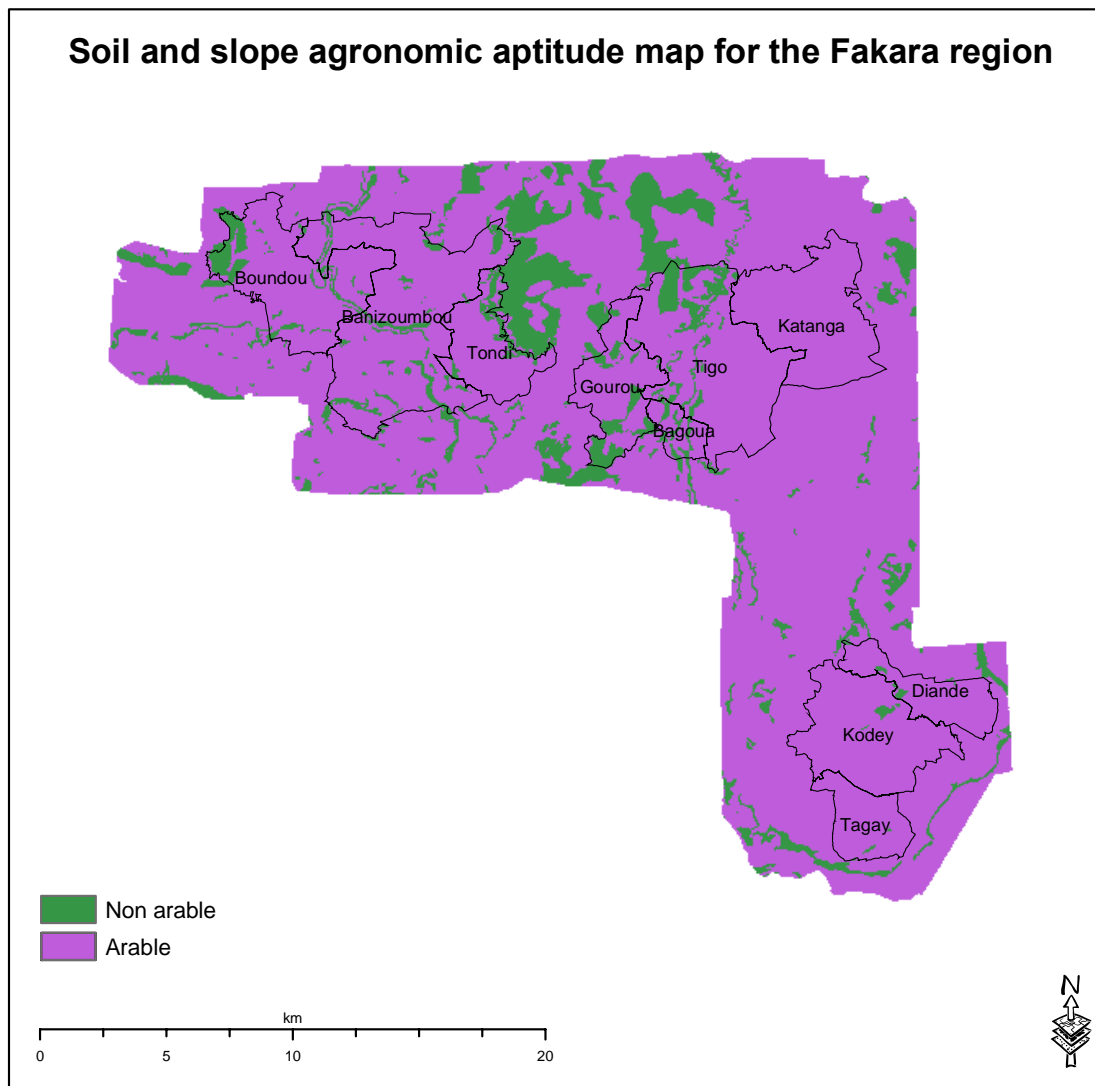 Soil and slope agronomic aptitude map for the Fakara region
Boundou
Banizoumbou
Katanga
Tondi
Tigo
Gourou
Bagoua
Diande
Kodey
Tagay
Non arable
Arable
N
km
0 5 10 20